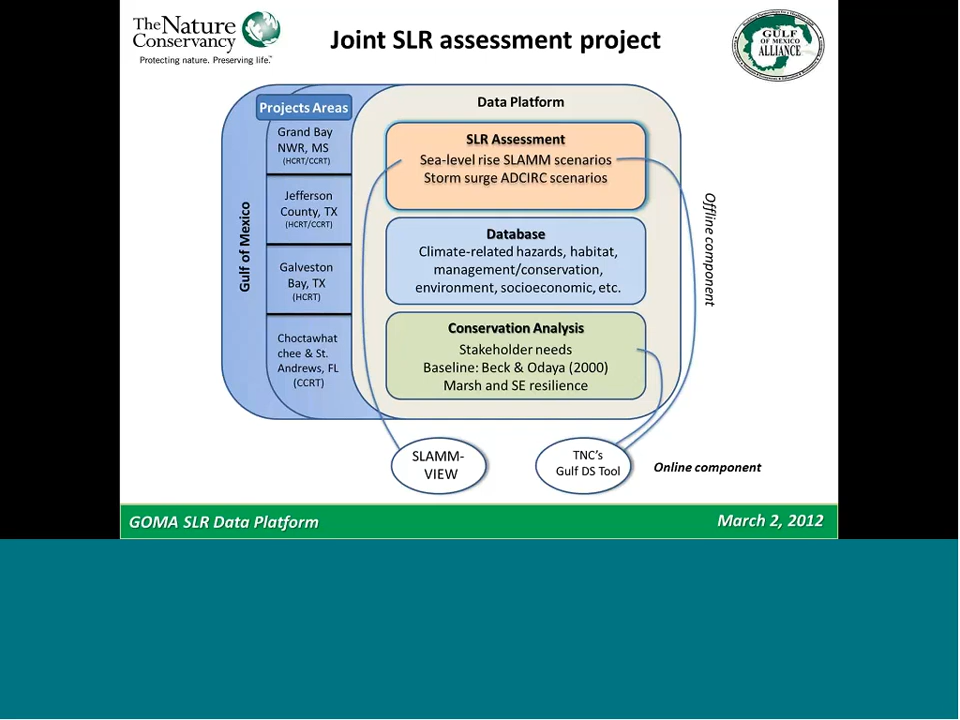 The Nature
Conservancy
Protecting nature. Preserving life.™
Joint SLR assessment project
GULF
OF MEXICO
ALLIANCE
Projects Areas
Grand Bay
NWR, MS
(HCRT/CCRT)
Jefferson
County, TX
(HCRT/CCRT)
Galveston
Bay, TX
(HCRT)
Choctawhat
chee & St.
Andrews, FL
(CCRT)
Gulf of Mexico
Data Platform
SLR Assessment
Sea-level rise SLAMM scenarios
Storm surge ADCIRC scenarios
Database
Climate-related hazards, habitat,
management/conservation,
environment, socioeconomic, etc.
Conservation Analysis
Stakeholder needs
Baseline: Beck & Odaya (2000)
Marsh and SE resilience
Offline component
SLAMM-
VIEW
TNC's
Gulf DS Tool
Online component
GOMA SLR Data Platform
March 2, 2012